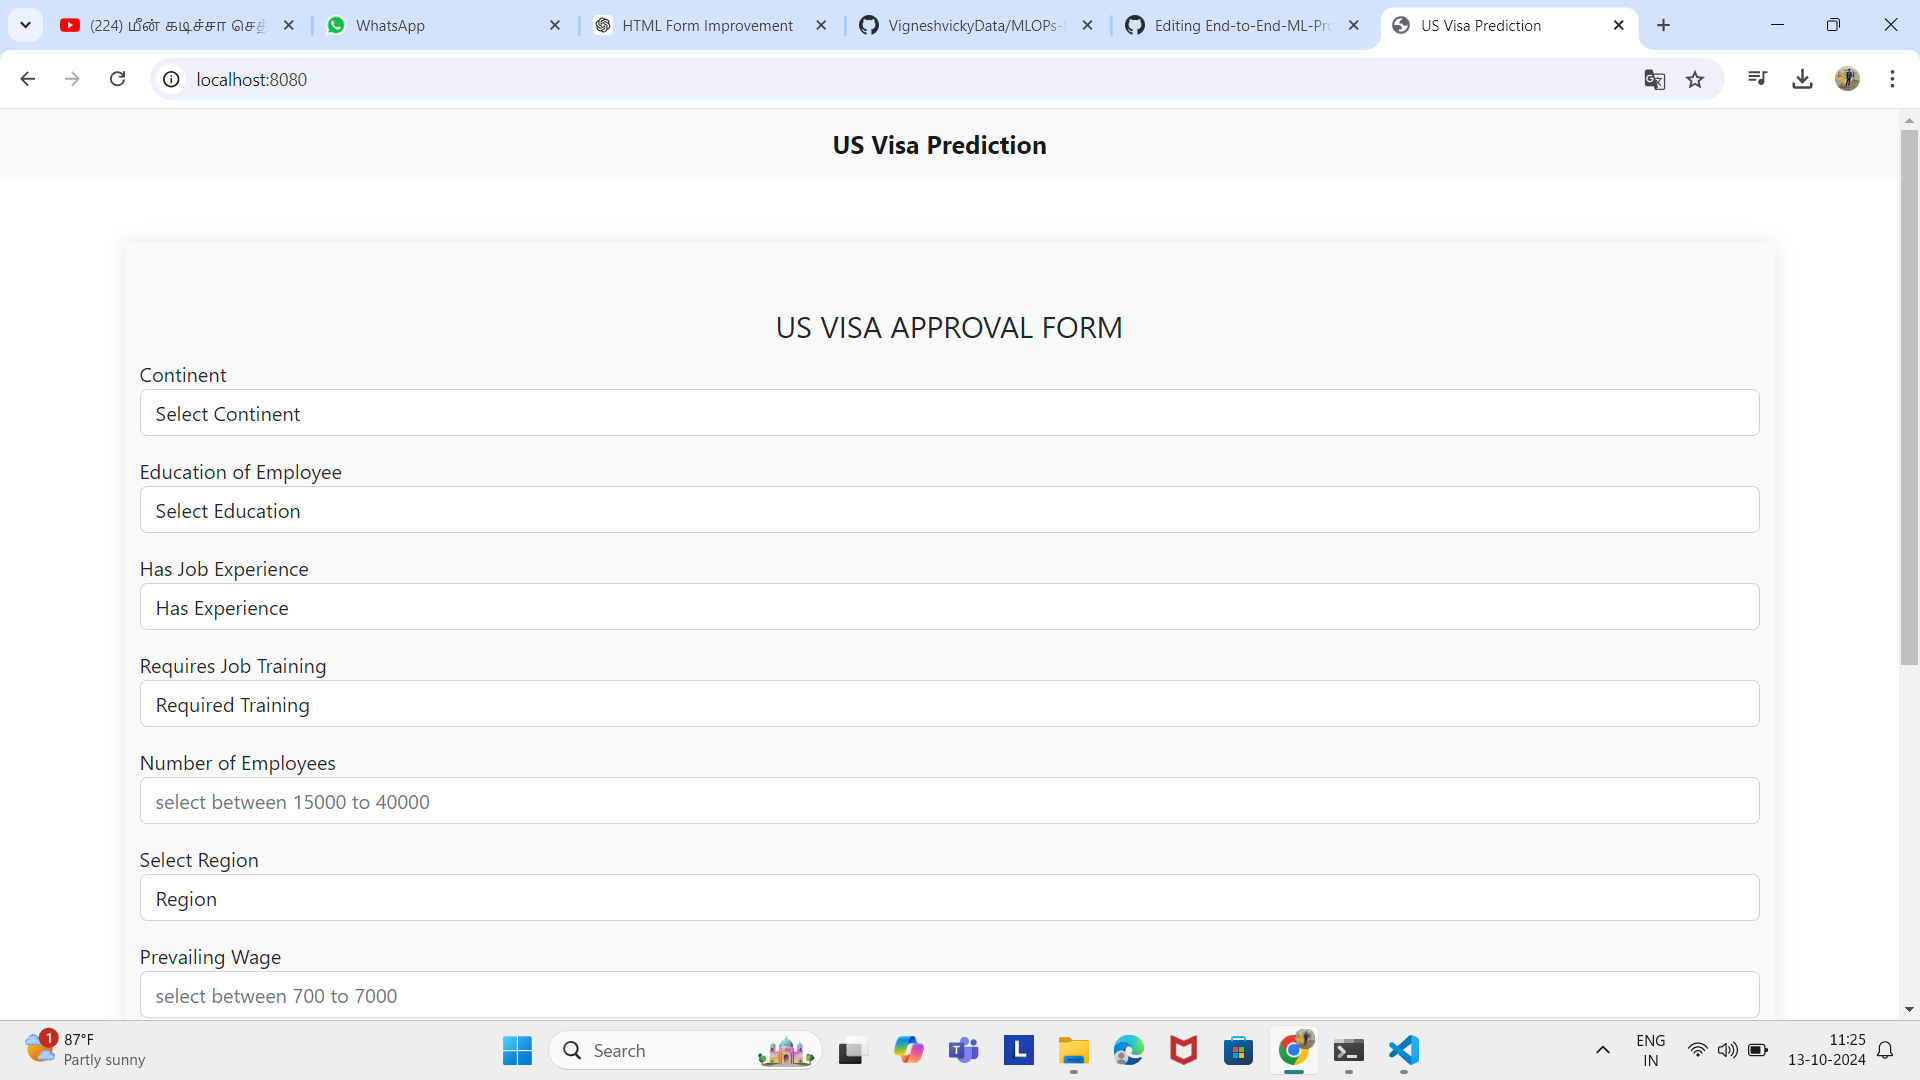 (224) மீன் கடிச்சா செத்
WhatsApp
HTML Form Improvement
VigneshvickyData/MLOPs-
Editing End-to-End-ML-Pro
US Visa Prediction
localhost:8080
US Visa Prediction
US VISA APPROVAL FORM
Continent
Select Continent
Education of Employee
Select Education
Has Job Experience
Has Experience
Requires Job Training
Required Training
Number of Employees
select between 15000 to 40000
Select Region
Region
Prevailing Wage
select between 700 to 7000
1
87°F
Partly sunny
Search
L
ENG
IN
11:25
13-10-2024